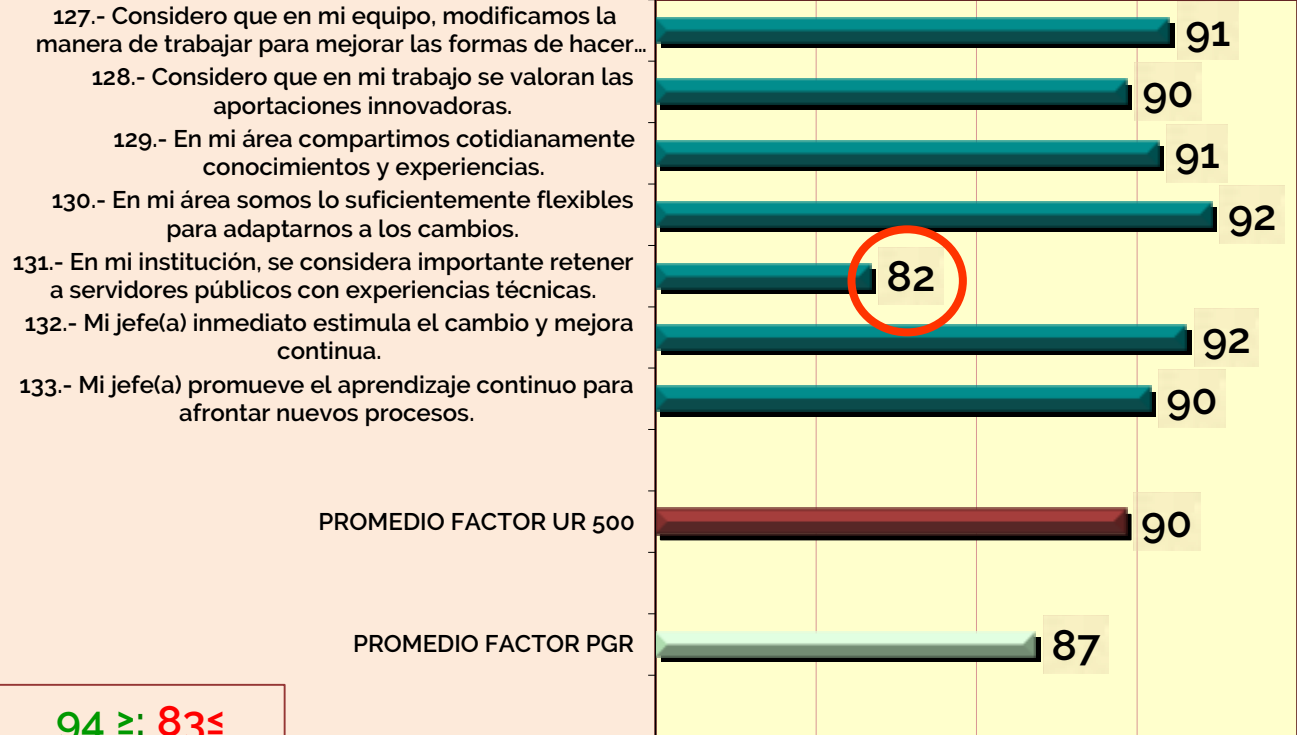 127.- Considero que en mi equipo, modificamos la
manera de trabajar para mejorar las formas de hacer…
91
128.- Considero que en mi trabajo se valoran las
aportaciones innovadoras.
90
129.- En mi área compartimos cotidianamente
conocimientos y experiencias.
91
130.- En mi área somos lo suficientemente flexibles
para adaptarnos a los cambios.
92
131.- En mi institución, se considera importante retener
a servidores públicos con experiencias técnicas.
82
132.- Mi jefe(a) inmediato estimula el cambio y mejora
continua.
92
133.- Mi jefe(a) promueve el aprendizaje continuo para
afrontar nuevos procesos.
90
PROMEDIO FACTOR UR 500
90
PROMEDIO FACTOR PGR
87
94 ≥; 83≤